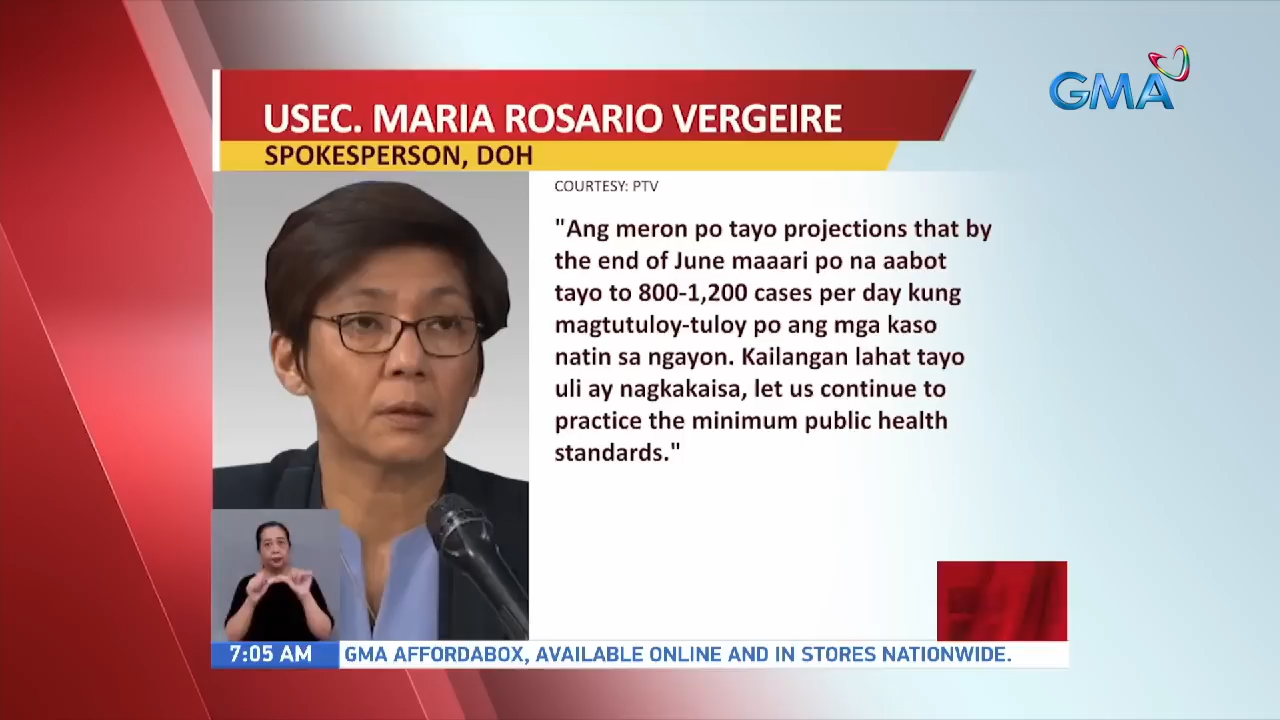 GMA
USEC. MARIA ROSARIO VERGEIRE
SPOKESPERSON, DOH
COURTESY: PTV
"Ang meron po tayo projections that by
the end of June maaari po na aabot
tayo to 800-1,200 cases per day kung
magtutuloy-tuloy po ang mga kaso
natin sa ngayon. Kailangan lahat tayo
uli ay nagkakaisa, let us continue to
practice the minimum public health
standards."
7:05 AM GMA AFFORDABOX, AVAILABLE ONLINE AND IN STORES NATIONWIDE.